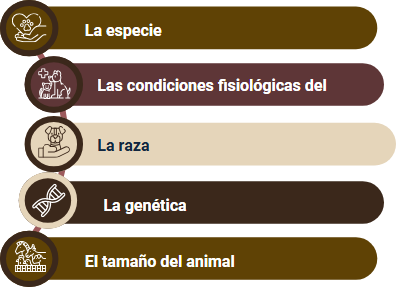 La especie
Las condiciones fisiológicas del
La raza
La genética
El tamaño del animal